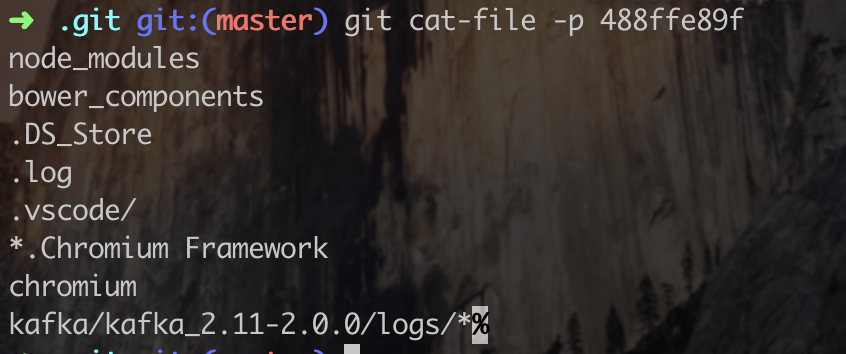 ➜ .git git:(master) git cat-file -p 488ffe89f
node_modules
bower_components
.DS_Store
.log
.vscode/
*.Chromium Framework
chromium
kafka/kafka_2.11-2.0.0/logs/*%